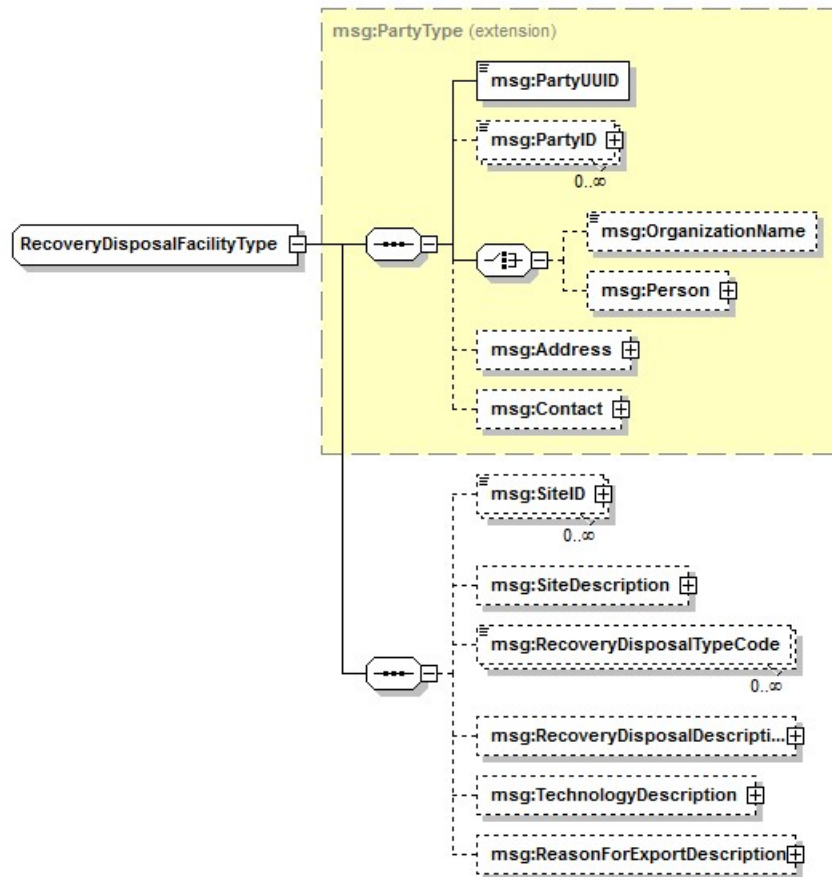 msg:PartyType (extension)
msg:PartyUUID
msg:PartyID
0..∞
RecoveryDisposalFacilityType
msg:OrganizationName
msg:Person
msg:Address
msg:Contact
msg:SiteID
0..∞
msg:SiteDescription
msg:RecoveryDisposalTypeCode
0..∞
msg:RecoveryDisposalDescripti...
msg:TechnologyDescription
msg:ReasonForExportDescription